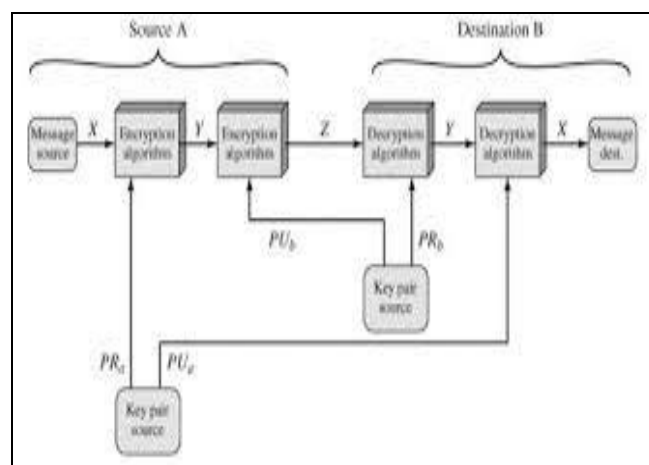 Source A
Destination B
Message
source
X
Encryption
algorithm
Y
Encryption
algorithm
Z
Decryption
algorithm
Y
Decryption
algorithm
X
Message
dest.
PUb
PRb
Key pair
source
PRa
PUa
Key pair
source